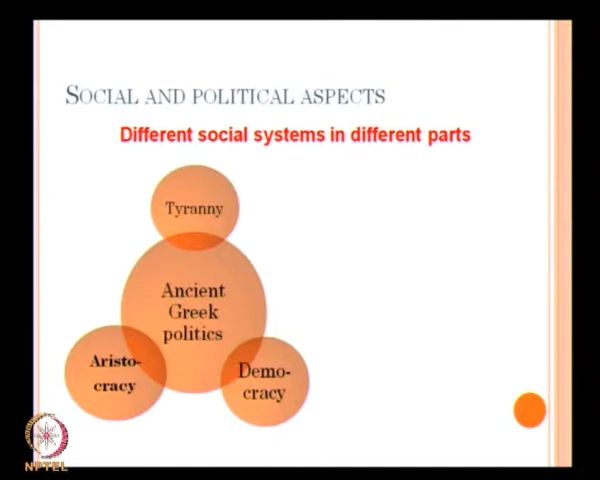 SOCIAL AND POLITICAL ASPECTS
Different social systems in different parts
Tyranny
Ancient
Greek
politics
Aristo-
cracy
Demo-
cracy
NPTEL